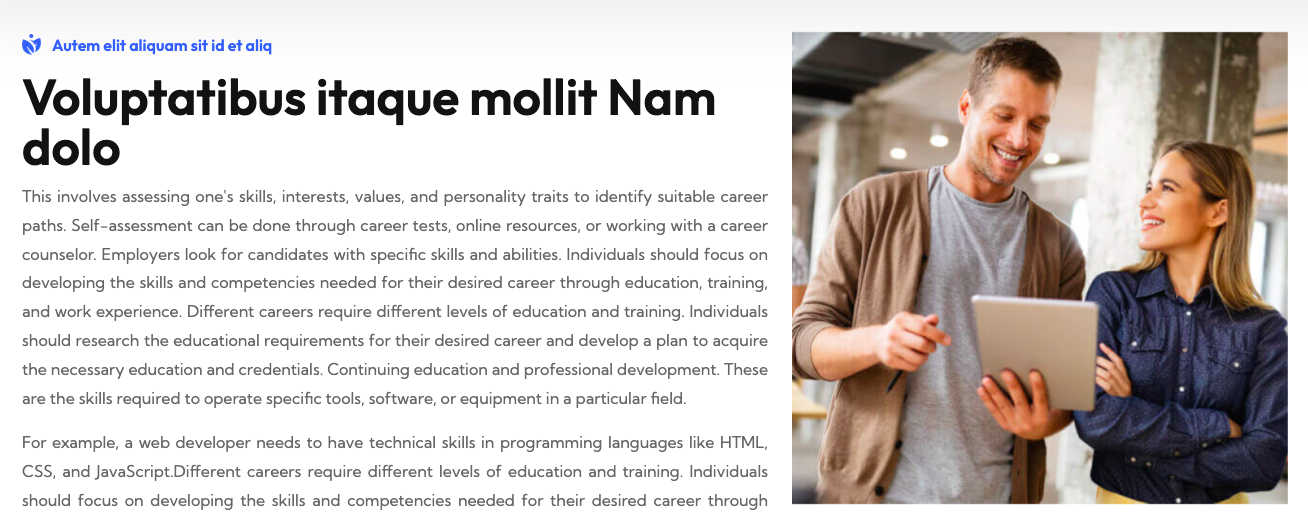 Autem elit aliquam sit id et aliq
Voluptatibus itaque mollit Nam
dolo
This involves assessing one's skills, interests, values, and personality traits to identify suitable career
paths. Self-assessment can be done through career tests, online resources, or working with a career
counselor. Employers look for candidates with specific skills and abilities. Individuals should focus on
developing the skills and competencies needed for their desired career through education, training,
and work experience. Different careers require different levels of education and training. Individuals
should research the educational requirements for their desired career and develop a plan to acquire
the necessary education and credentials. Continuing education and professional development. These
are the skills required to operate specific tools, software, or equipment in a particular field.
For example, a web developer needs to have technical skills in programming languages like HTML,
CSS, and JavaScript.Different careers require different levels of education and training. Individuals
should focus on developing the skills and competencies needed for their desired career through